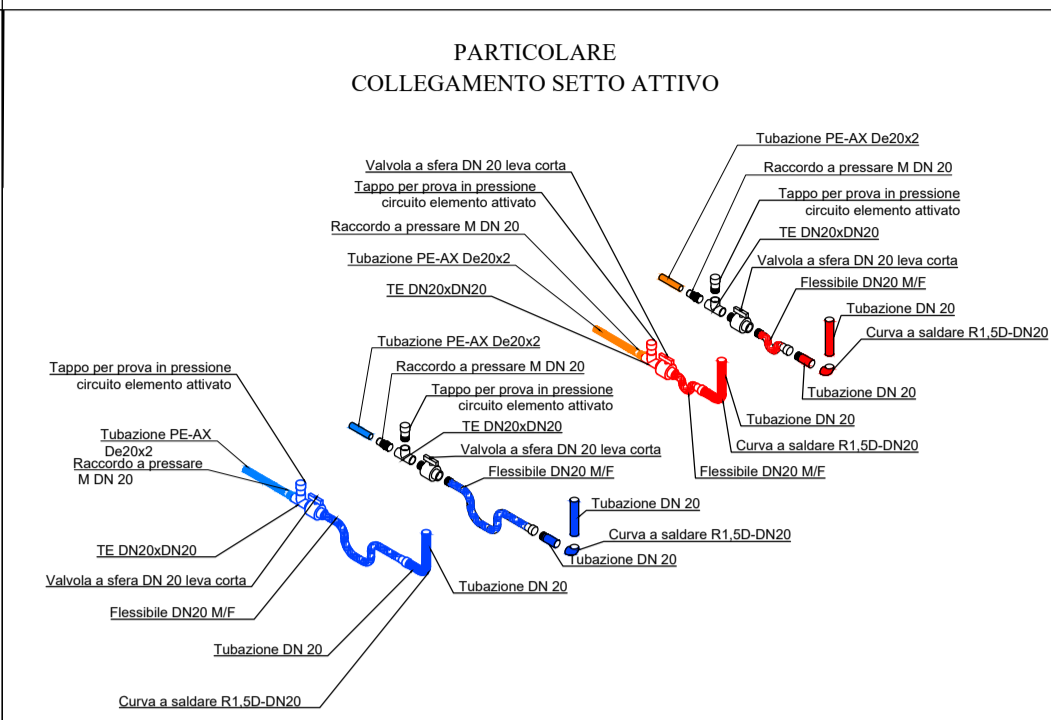 PARTICOLARE
COLLEGAMENTO SETTO ATTIVO
Tubazione PE-AX De20x2
Raccordo a pressare M DN 20
Tappo per prova in pressione
circuito elemento attivato
TE DN20xDN20
Valvola a sfera DN 20 leva corta
Flessibile DN20 M/F
Tubazione DN 20
Curva a saldare R1,5D-DN20
Tubazione DN 20
Valvola a sfera DN 20 leva corta
Tappo per prova in pressione
circuito elemento attivato
Raccordo a pressare M DN 20
Tubazione PE-AX De20x2
TE DN20xDN20
Tubazione DN 20
Curva a saldare R1,5D-DN20
Flessibile DN20 M/F
Tubazione PE-AX De20x2
Raccordo a pressare M DN 20
Tappo per prova in pressione
circuito elemento attivato
TE DN20xDN20
Valvola a sfera DN 20 leva corta
Flessibile DN20 M/F
Tubazione DN 20
Curva a saldare R1,5D-DN20
Tubazione DN 20
Tappo per prova in pressione
circuito elemento attivato
Tubazione PE-AX
De20x2
Raccordo a pressare
M DN 20
TE DN20xDN20
Valvola a sfera DN 20 leva corta
Flessibile DN20 M/F
Tubazione DN 20
Tubazione DN 20
Curva a saldare R1,5D-DN20